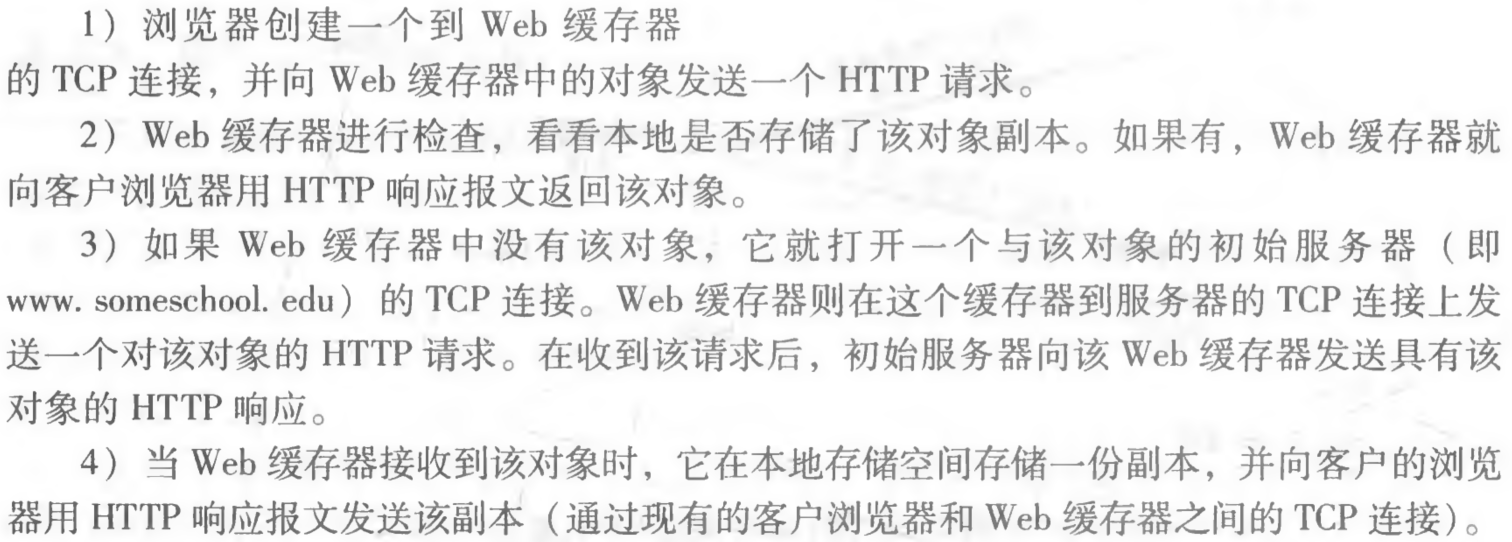 1）浏览器创建一个到 Web 缓存器
的 TCP 连接，并向 Web 缓存器中的对象发送一个 HTTP 请求。
2）Web 缓存器进行检查，看看本地是否存储了该对象副本。如果有，Web 缓存器就
向客户浏览器用 HTTP 响应报文返回该对象。
3）如果 Web 缓存器中没有该对象，它就打开一个与该对象的初始服务器（即
www. someschool. edu）的 TCP 连接。Web 缓存器则在这个缓存器到服务器的 TCP 连接上发
送一个对该对象的 HTTP 请求。在收到该请求后，初始服务器向该 Web 缓存器发送具有该
对象的 HTTP 响应。
4）当 Web 缓存器接收到该对象时，它在本地存储空间存储一份副本，并向客户的浏览
器用 HTTP 响应报文发送该副本（通过现有的客户浏览器和 Web 缓存器之间的 TCP 连接）。